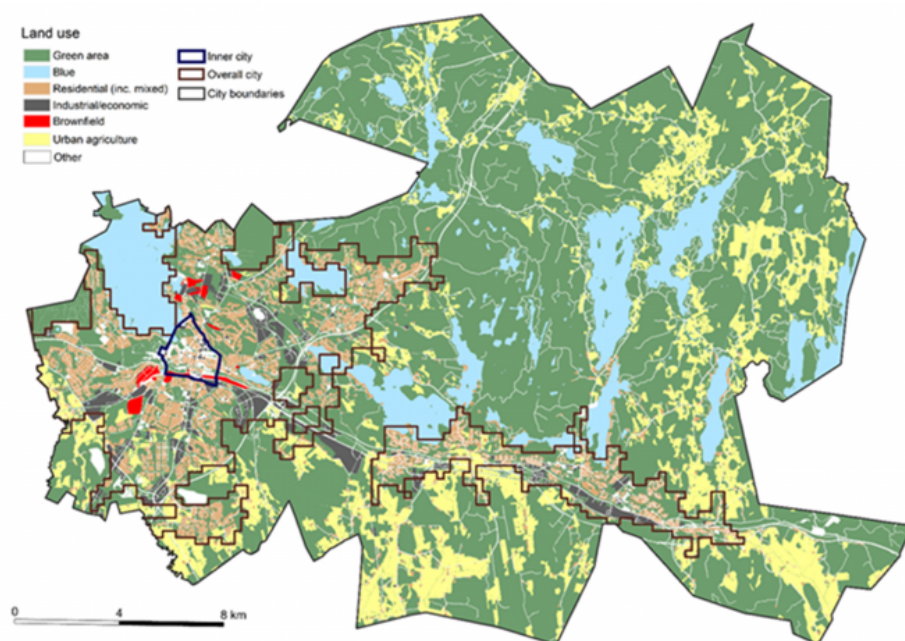 Land use
Green area
Blue
Residential (inc. mixed)
Industrial/economic
Brownfield
Urban agriculture
Other
Inner city
Overall city
City boundaries
0 4 8 km